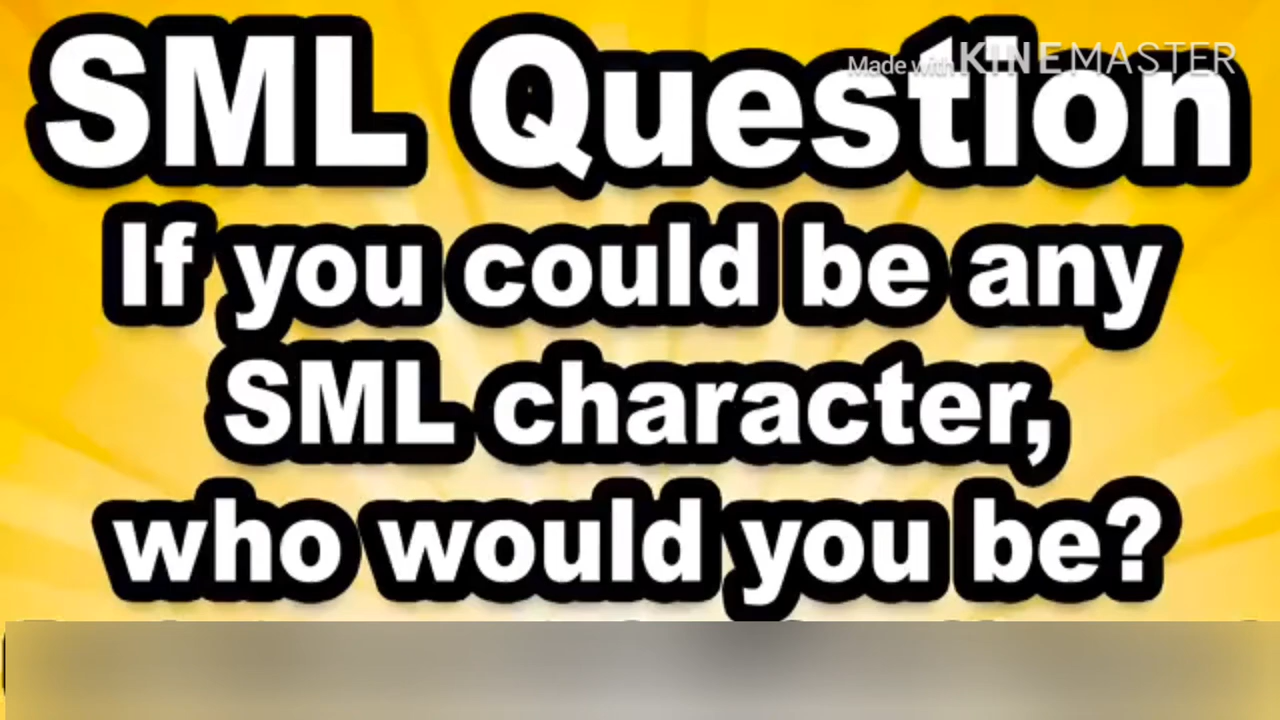 SML Question
Made with KINEMASTER
If you could be any
SML character,
who would you be?